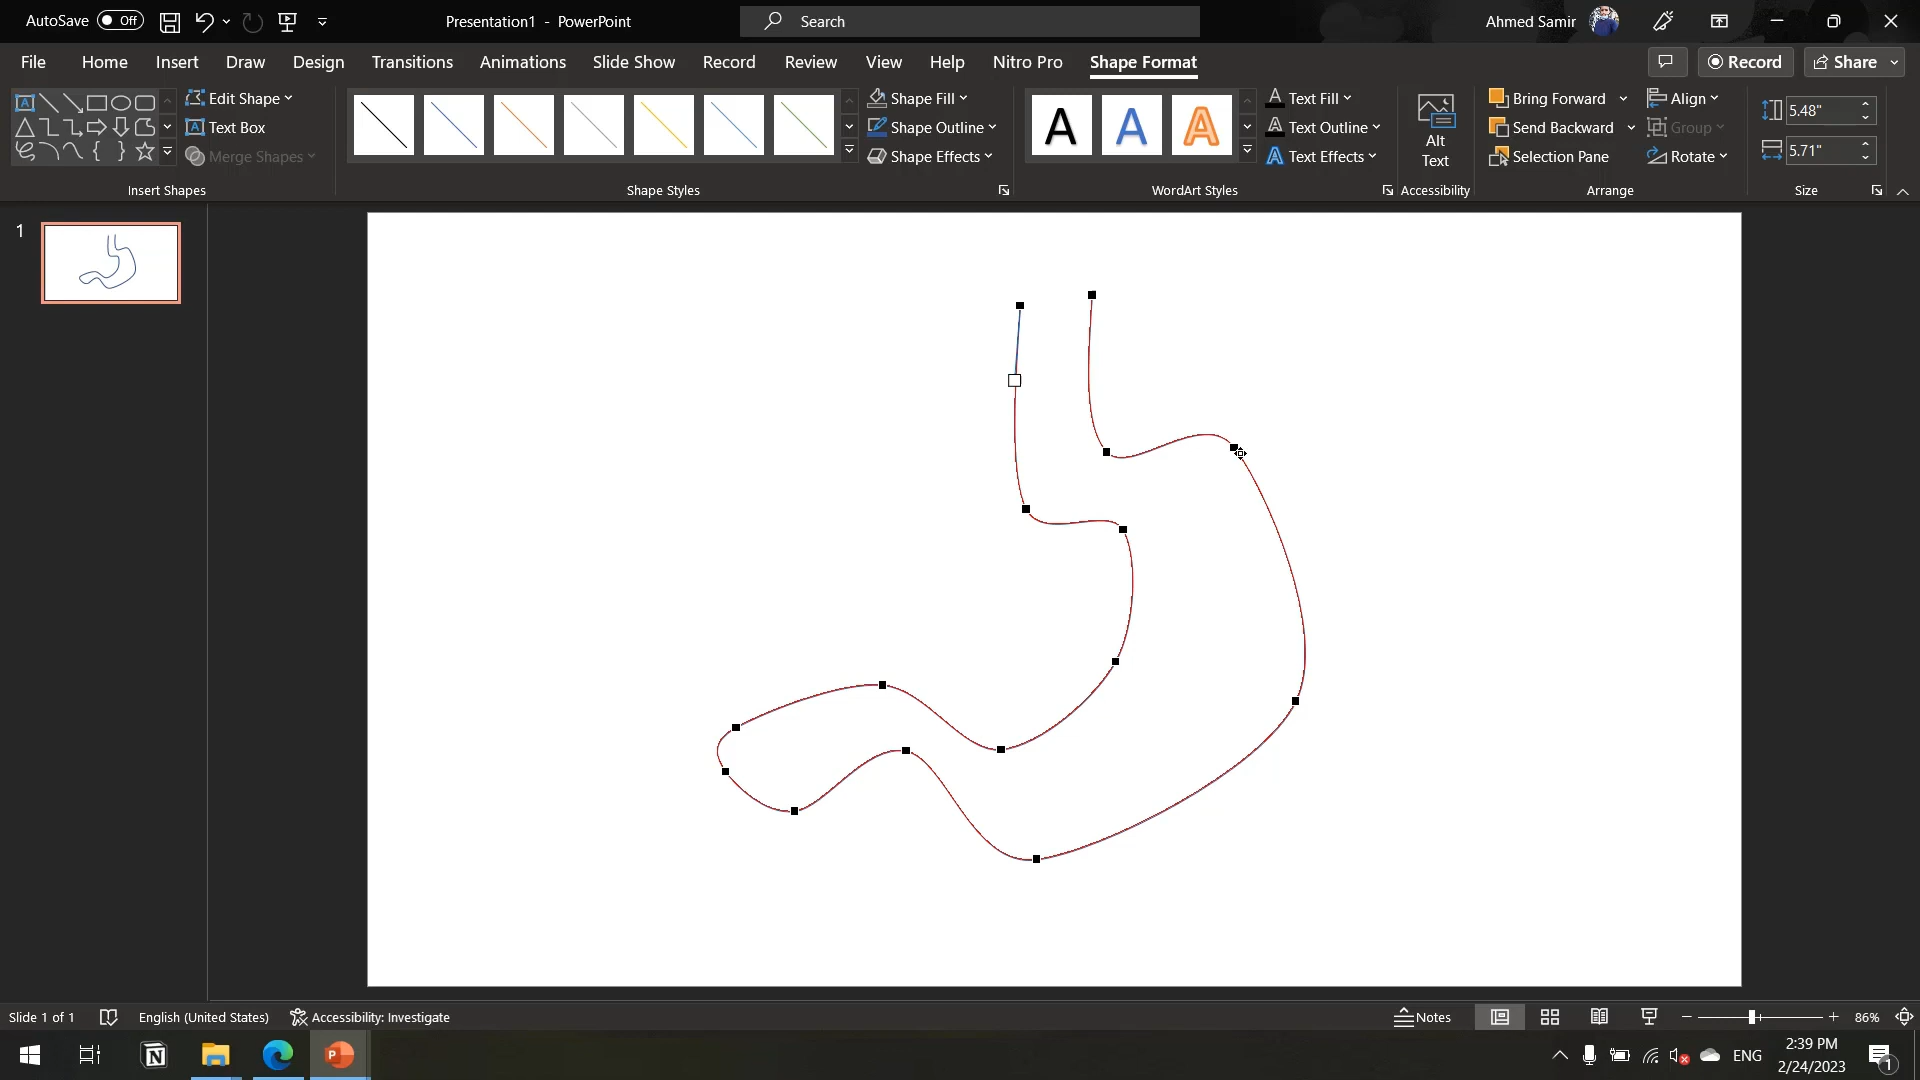 AutoSave Off
Presentation1 - PowerPoint
Search
Ahmed Samir
File Home Insert Draw Design Transitions Animations Slide Show Record Review View Help Nitro Pro Shape Format
Record
Share
Edit Shape
Text Box
Merge Shapes
Insert Shapes
Shape Fill
Shape Outline
Shape Effects
Shape Styles
A A A
Text Fill
Text Outline
Text Effects
WordArt Styles
Alt
Text
Accessibility
Bring Forward
Send Backward
Selection Pane
Align
Group
Rotate
Arrange
5.48"
5.71"
Size
1
Slide 1 of 1
English (United States)
Accessibility: Investigate
Notes
86%
ENG
2:39 PM
2/24/2023
1